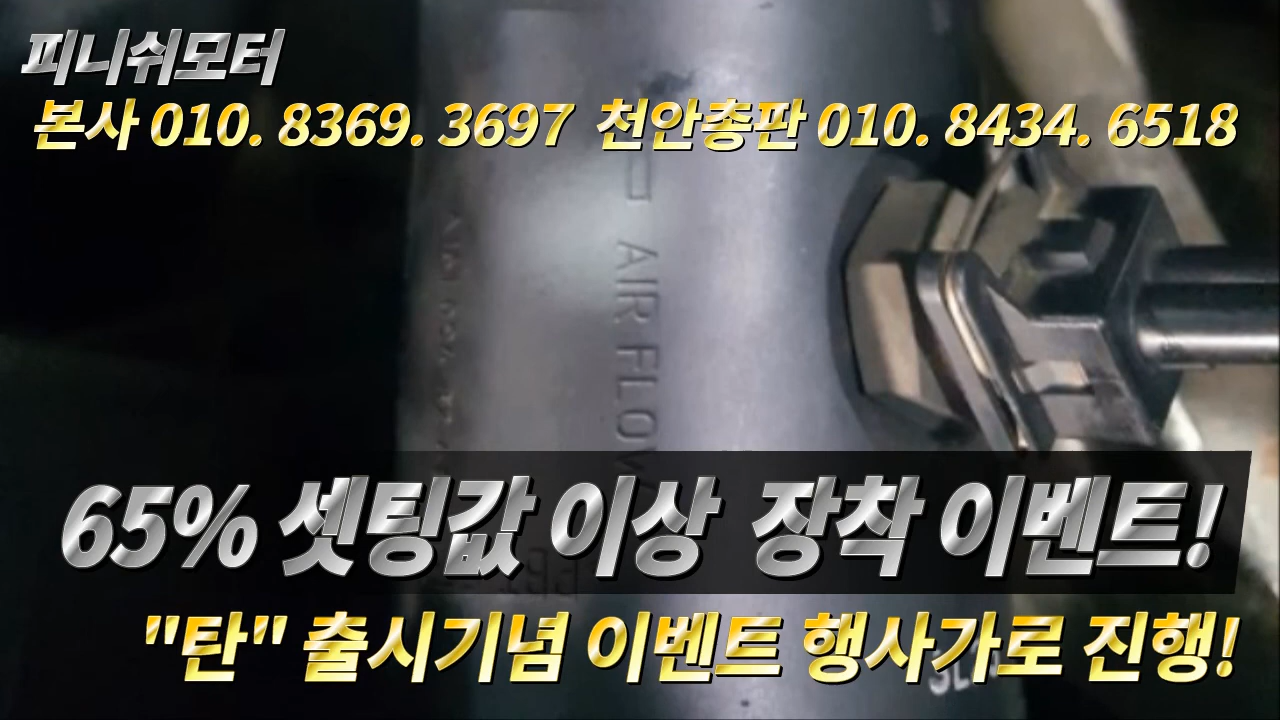 피니쉬모터
본사 010. 8369. 3697 천안총판 010. 8434. 6518
AIR FLOW
65% 셋팅값 이상 장착 이벤트!
"탄" 출시기념 이벤트 행사가로 진행!